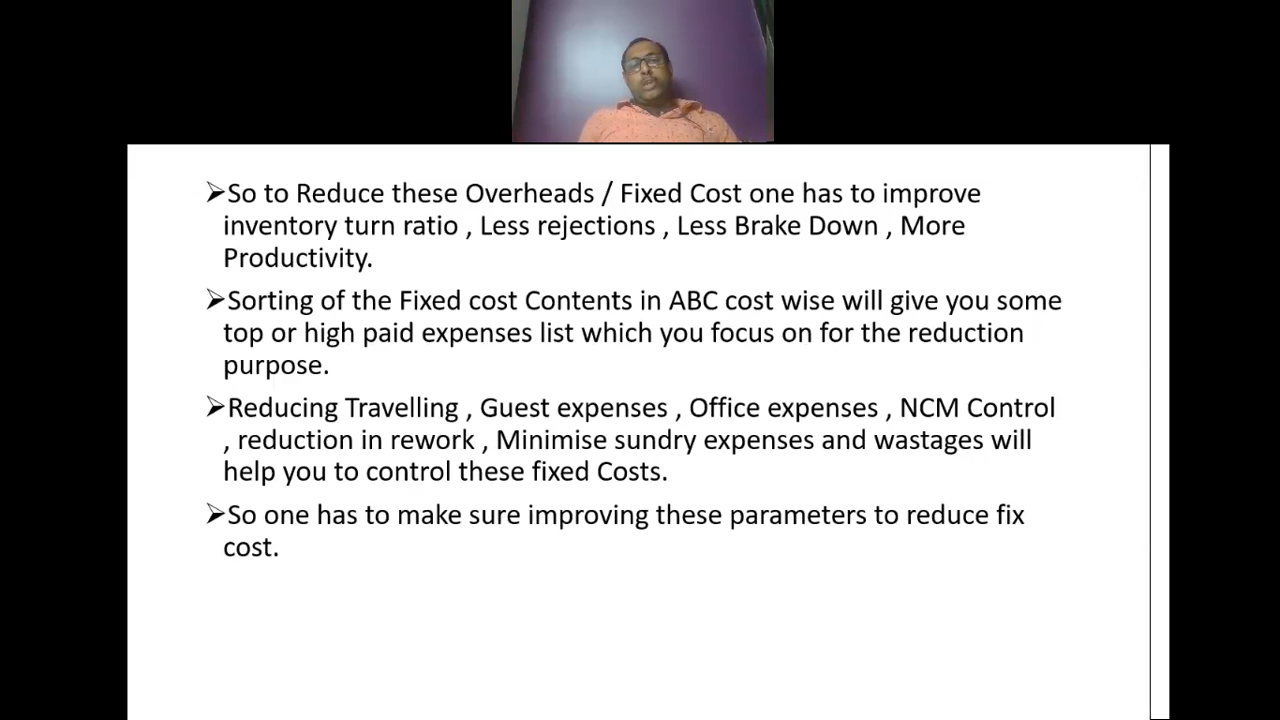 ➢So to Reduce these Overheads / Fixed Cost one has to improve
inventory turn ratio , Less rejections , Less Brake Down , More
Productivity.
➢Sorting of the Fixed cost Contents in ABC cost wise will give you some
top or high paid expenses list which you focus on for the reduction
purpose.
➢Reducing Travelling , Guest expenses , Office expenses , NCM Control
, reduction in rework , Minimise sundry expenses and wastages will
help you to control these fixed Costs.
➢So one has to make sure improving these parameters to reduce fix
cost.